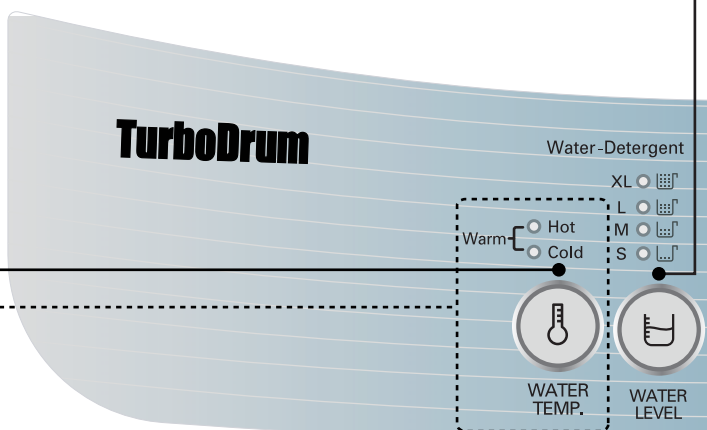 TurboDrum
Water-Detergent
XL
L
M
S
Warm
Hot
Cold
WATER
TEMP.
WATER
LEVEL